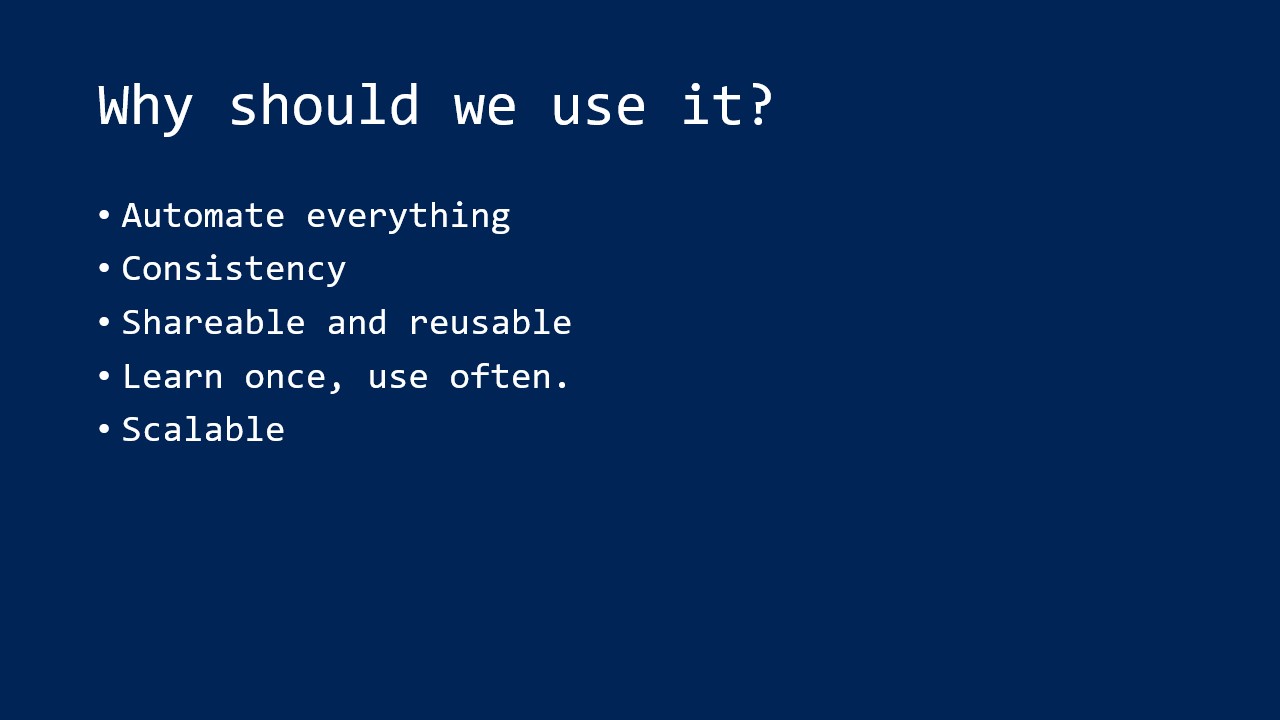 Why should we use it?
• Automate everything
• Consistency
• Shareable and reusable
• Learn once, use often.
• Scalable